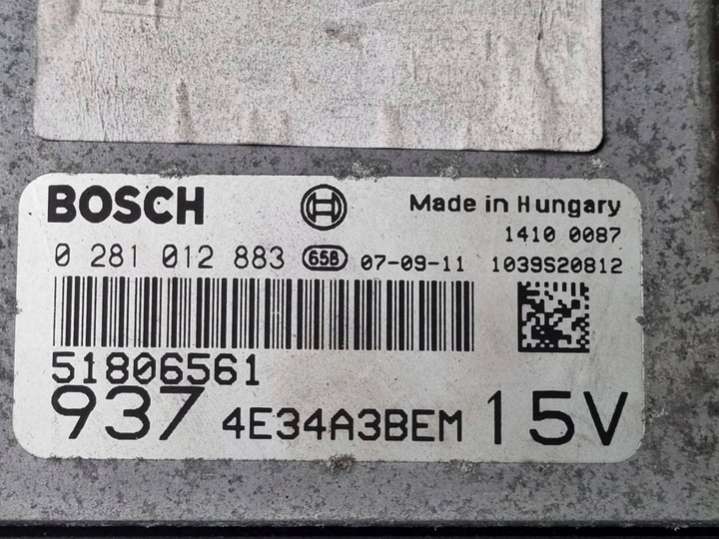 BOSCH Made in Hungary
1410 0087
0 281 012 883 658 07-09-11 1039S20812
51806561
937 4E34A3BEM 15V